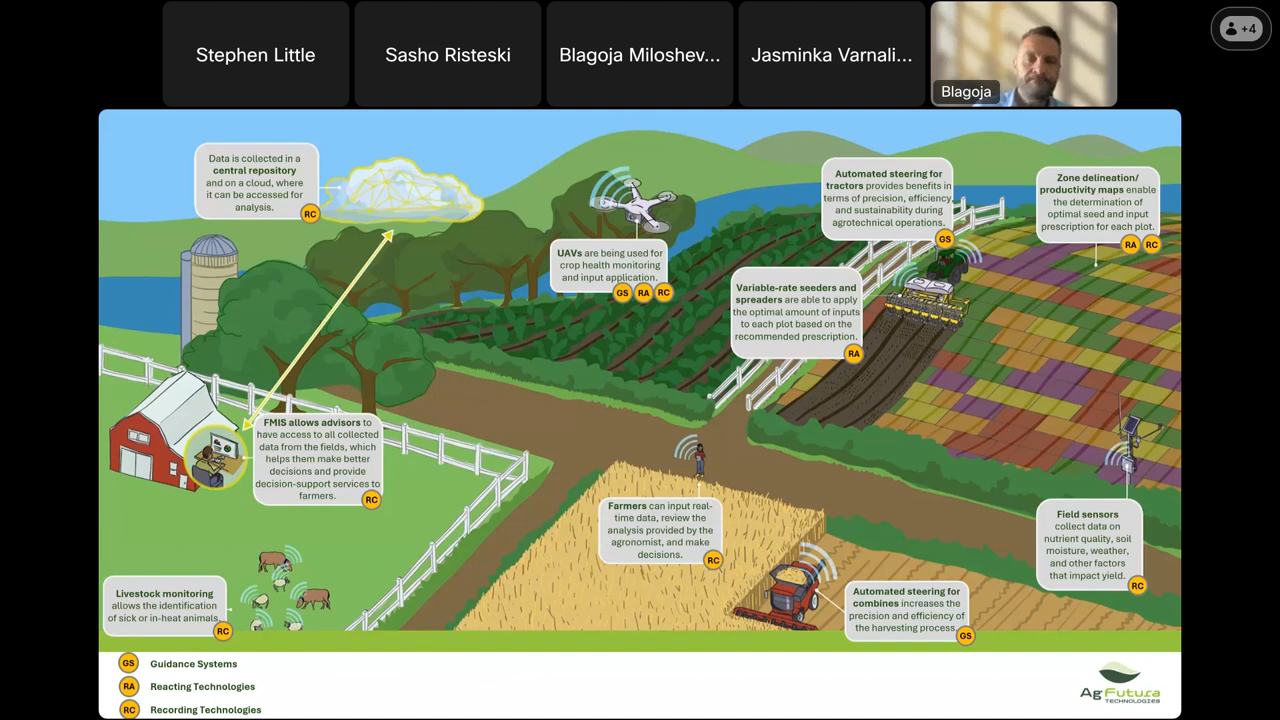 Stephen Little
Sasho Risteski
Blagoja Miloshev...
Jasminka Varnali...
Blagoja
+4
Data is collected in a
central repository
and on a cloud, where
it can be accessed for
analysis.
RC
UAVs are being used for
crop health monitoring
and input application.
GS RA RC
Automated steering for
tractors provides benefits in
terms of precision, efficiency,
and sustainability during
agrotechnical operations.
GS
Zone delineation/
productivity maps enable
the determination of
optimal seed and input
prescription for each plot.
RA RC
Variable-rate seeders and
spreaders are able to apply
the optimal amount of inputs
to each plot based on the
recommended prescription.
RA
FMIS allows advisors to
have access to all collected
data from the fields, which
helps them make better
decisions and provide
decision-support services to
farmers.
RC
Farmers can input real-
time data, review the
analysis provided by the
agronomist, and make
decisions.
RC
Field sensors
collect data on
nutrient quality, soil
moisture, weather,
and other factors
that impact yield.
RC
Livestock monitoring
allows the identification
of sick or in-heat animals.
RC
Automated steering for
combines increases the
precision and efficiency of
the harvesting process.
GS
GS Guidance Systems
RA Reacting Technologies
RC Recording Technologies
AgFutura
TECHNOLOGIES